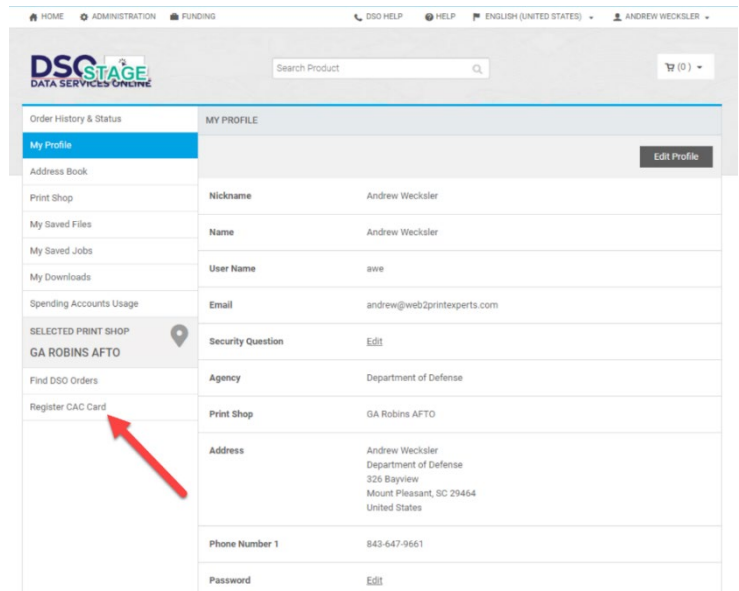 HOME ADMINISTRATION FUNDING DSO HELP HELP ENGLISH (UNITED STATES) ANDREW WECKSLER
DSO STAGE
DATA SERVICES ONLINE
Search Product
(0)
Order History & Status
My Profile
Address Book
Print Shop
My Saved Files
My Saved Jobs
My Downloads
Spending Accounts Usage
SELECTED PRINT SHOP
GA ROBINS AFTO
Find DSO Orders
Register CAC Card
MY PROFILE
Edit Profile
Nickname Andrew Wecksler
Name Andrew Wecksler
User Name awe
Email andrew@web2printexperts.com
Security Question Edit
Agency Department of Defense
Print Shop GA Robins AFTO
Address Andrew Wecksler
Department of Defense
326 Bayview
Mount Pleasant, SC 29464
United States
Phone Number 1 843-647-9661
Password Edit